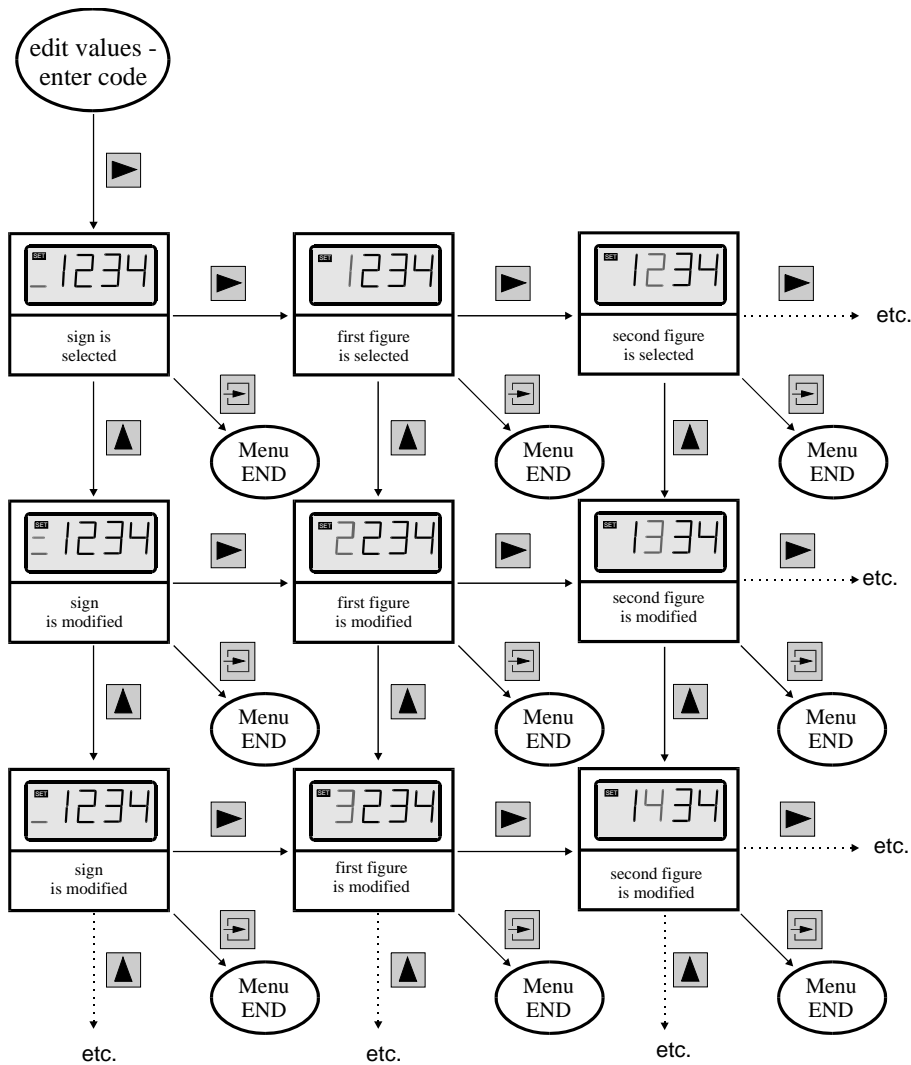 edit values -
enter code
SET
_ 1234
sign is
selected
SET
1234
first figure
is selected
SET
1234
second figure
is selected
etc.
Menu
END
Menu
END
Menu
END
SET
1234
sign
is modified
SET
2234
first figure
is modified
SET
1334
second figure
is modified
etc.
Menu
END
Menu
END
Menu
END
SET
_ 1234
sign
is modified
SET
3234
first figure
is modified
SET
1434
second figure
is modified
etc.
Menu
END
Menu
END
Menu
END
etc.
etc.
etc.